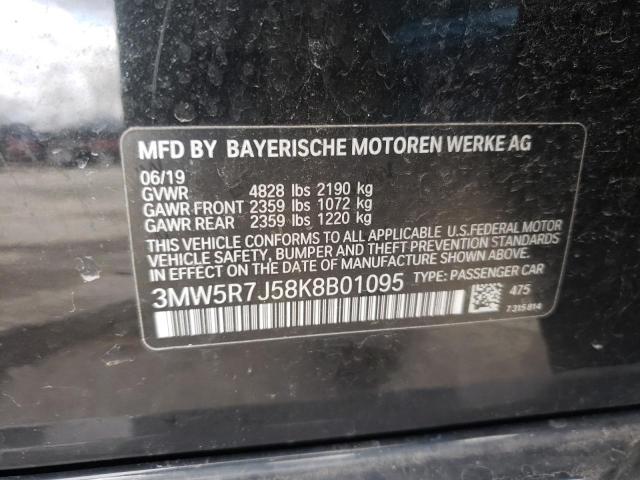 MFD BY BAYERISCHE MOTOREN WERKE AG
06/19
GVWR 4828 lbs 2190 kg
GAWR FRONT 2359 lbs 1072 kg
GAWR REAR 2359 lbs 1220 kg
THIS VEHICLE CONFORMS TO ALL APPLICABLE U.S.FEDERAL MOTOR
VEHICLE SAFETY, BUMPER AND THEFT PREVENTION STANDARDS
IN EFFECT ON THE DATE OF MANUFACTURE SHOWN ABOVE.
3MW5R7J58K8B01095 TYPE: PASSENGER CAR
475
7315814